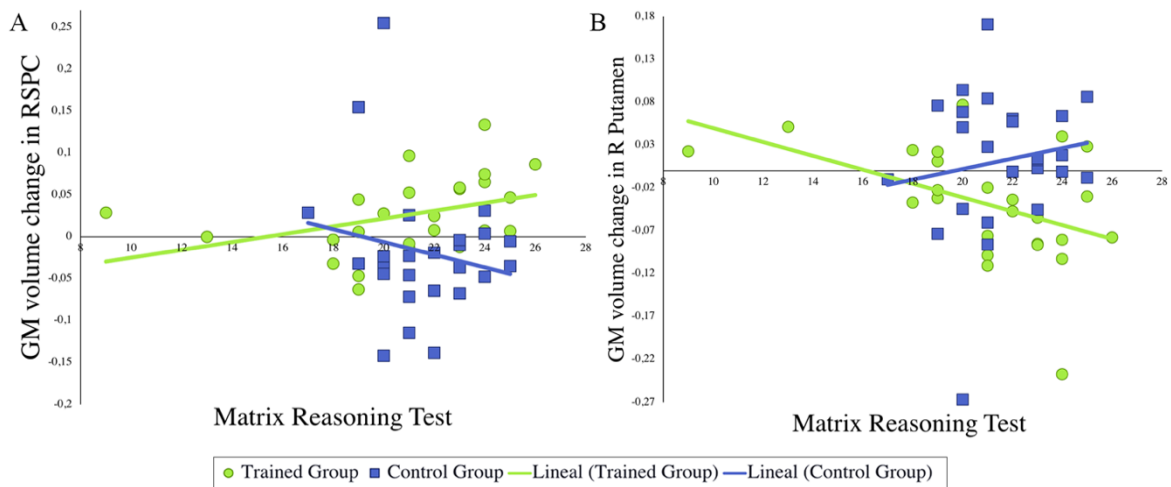 A
GM volume change in RSPC
0,25
0,2
0,15
0,1
0,05
0
-0,05
-0,1
-0,15
-0,2
8 10 12 14 16 18 20 22 24 26 28
Matrix Reasoning Test
B
GM volume change in R Putamen
0,18
0,13
0,08
0,03
-0,02
-0,07
-0,12
-0,17
-0,22
-0,27
8 10 12 14 16 18 20 22 24 26 28
Matrix Reasoning Test
Trained Group Control Group Lineal (Trained Group) Lineal (Control Group)